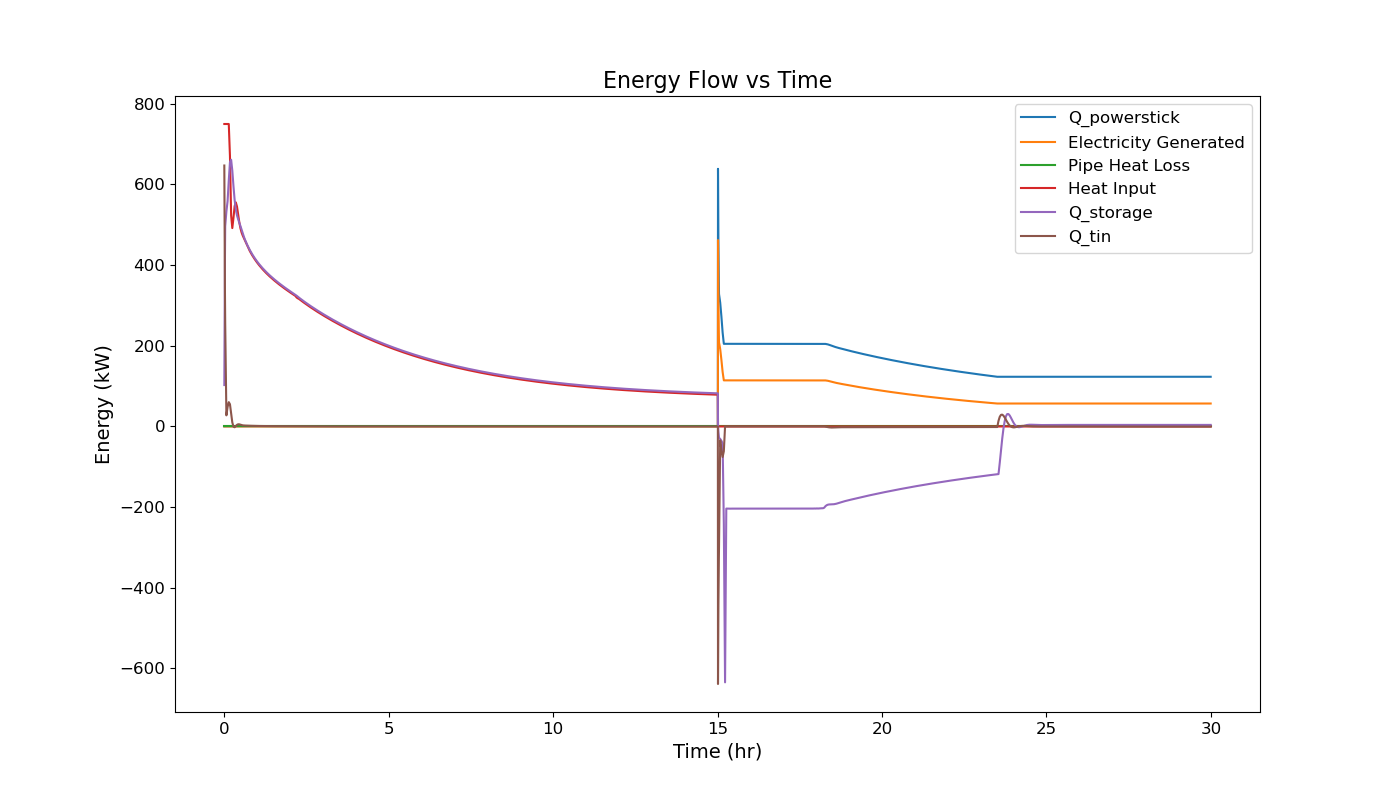 Energy Flow vs Time
Energy (kW)
800
600
400
200
0
−200
−400
−600
Q_powerstick
Electricity Generated
Pipe Heat Loss
Heat Input
Q_storage
Q_tin
0 5 10 15 20 25 30
Time (hr)